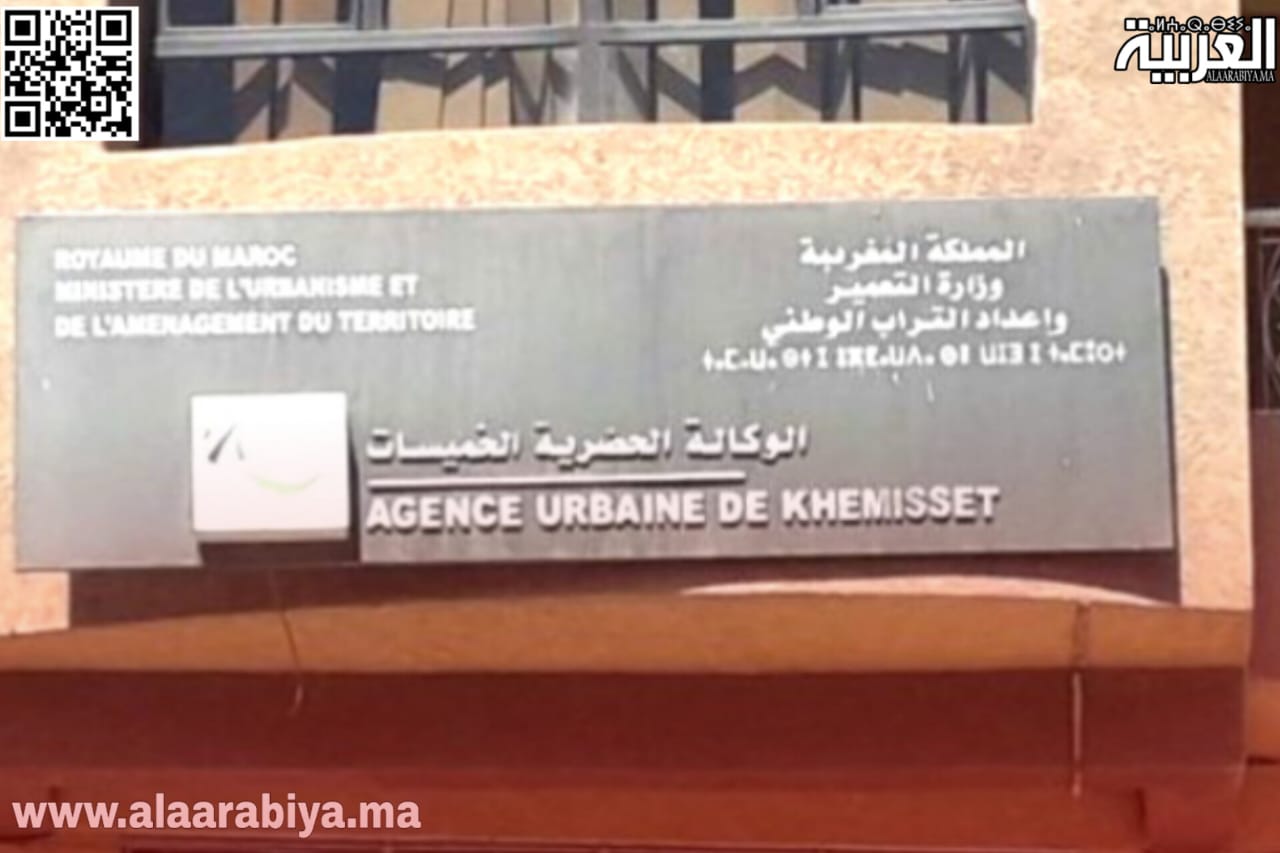 العربية
ALAARABIYA.MA
ROYAUME DU MAROC
MINISTERE DE L'URBANISME ET
DE L'AMENAGEMENT DU TERRITOIRE
المملكة المغربية
وزارة التعمير
وإعداد التراب الوطني
الوكالة الحضرية الخميسات
AGENCE URBAINE DE KHEMISSET
www.alaarabiya.ma